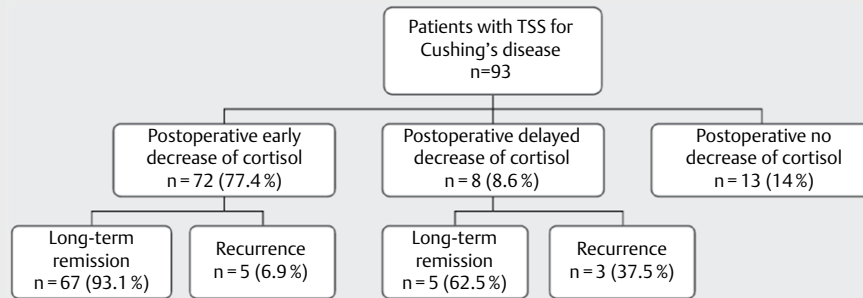 Patients with TSS for
Cushing's disease
n=93
Postoperative early
decrease of cortisol
n = 72 (77.4 %)
Postoperative delayed
decrease of cortisol
n = 8 (8.6 %)
Postoperative no
decrease of cortisol
n = 13 (14 %)
Long-term
remission
n = 67 (93.1 %)
Recurrence
n = 5 (6.9 %)
Long-term
remission
n = 5 (62.5 %)
Recurrence
n = 3 (37.5 %)